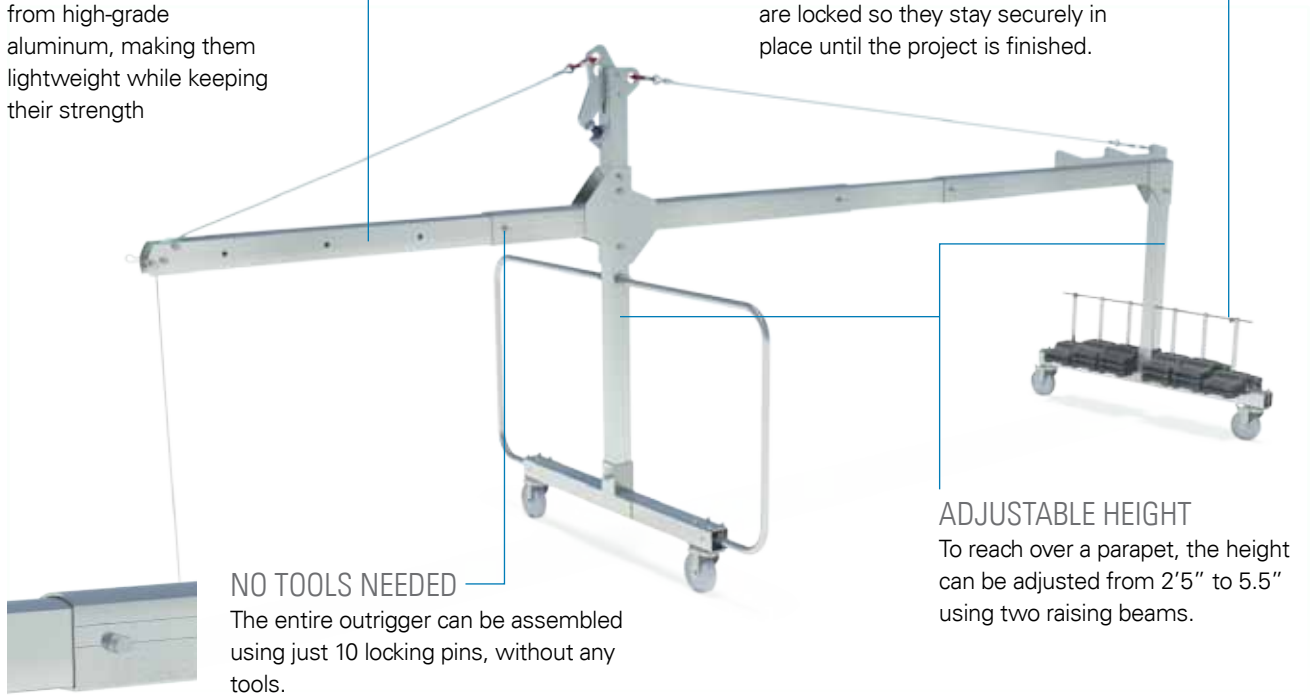 from high-grade
aluminum, making them
lightweight while keeping
their strength
are locked so they stay securely in
place until the project is finished.
NO TOOLS NEEDED
The entire outrigger can be assembled
using just 10 locking pins, without any
tools.
ADJUSTABLE HEIGHT
To reach over a parapet, the height
can be adjusted from 2’5” to 5.5”
using two raising beams.